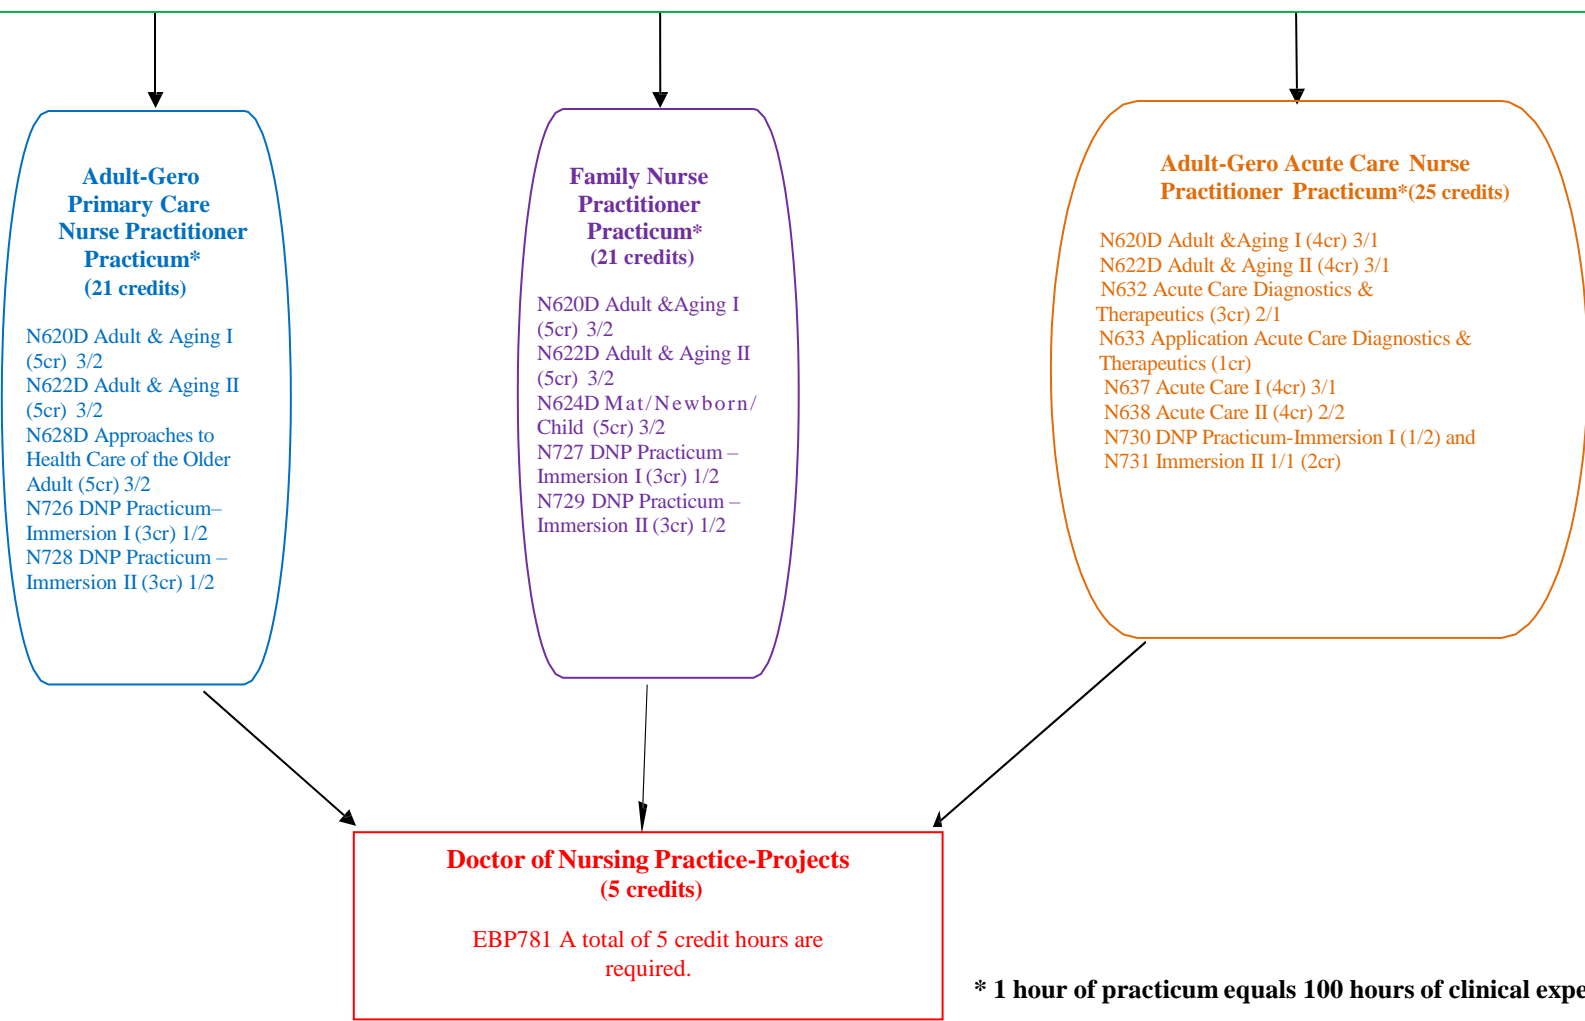 Adult-Gero
Primary Care
Nurse Practitioner
Practicum*
(21 credits)
N620D Adult & Aging I
(5cr) 3/2
N622D Adult & Aging II
(5cr) 3/2
N628D Approaches to
Health Care of the Older
Adult (5cr) 3/2
N726 DNP Practicum–
Immersion I (3cr) 1/2
N728 DNP Practicum –
Immersion II (3cr) 1/2
Family Nurse
Practitioner
Practicum*
(21 credits)
N620D Adult &Aging I
(5cr) 3/2
N622D Adult & Aging II
(5cr) 3/2
N624D Mat/Newborn/
Child (5cr) 3/2
N727 DNP Practicum –
Immersion I (3cr) 1/2
N729 DNP Practicum –
Immersion II (3cr) 1/2
Adult-Gero Acute Care Nurse
Practitioner Practicum*(25 credits)
N620D Adult &Aging I (4cr) 3/1
N622D Adult & Aging II (4cr) 3/1
N632 Acute Care Diagnostics &
Therapeutics (3cr) 2/1
N633 Application Acute Care Diagnostics &
Therapeutics (1cr)
N637 Acute Care I (4cr) 3/1
N638 Acute Care II (4cr) 2/2
N730 DNP Practicum-Immersion I (1/2) and
N731 Immersion II 1/1 (2cr)
Doctor of Nursing Practice-Projects
(5 credits)
EBP781 A total of 5 credit hours are
required.
* 1 hour of practicum equals 100 hours of clinical expe